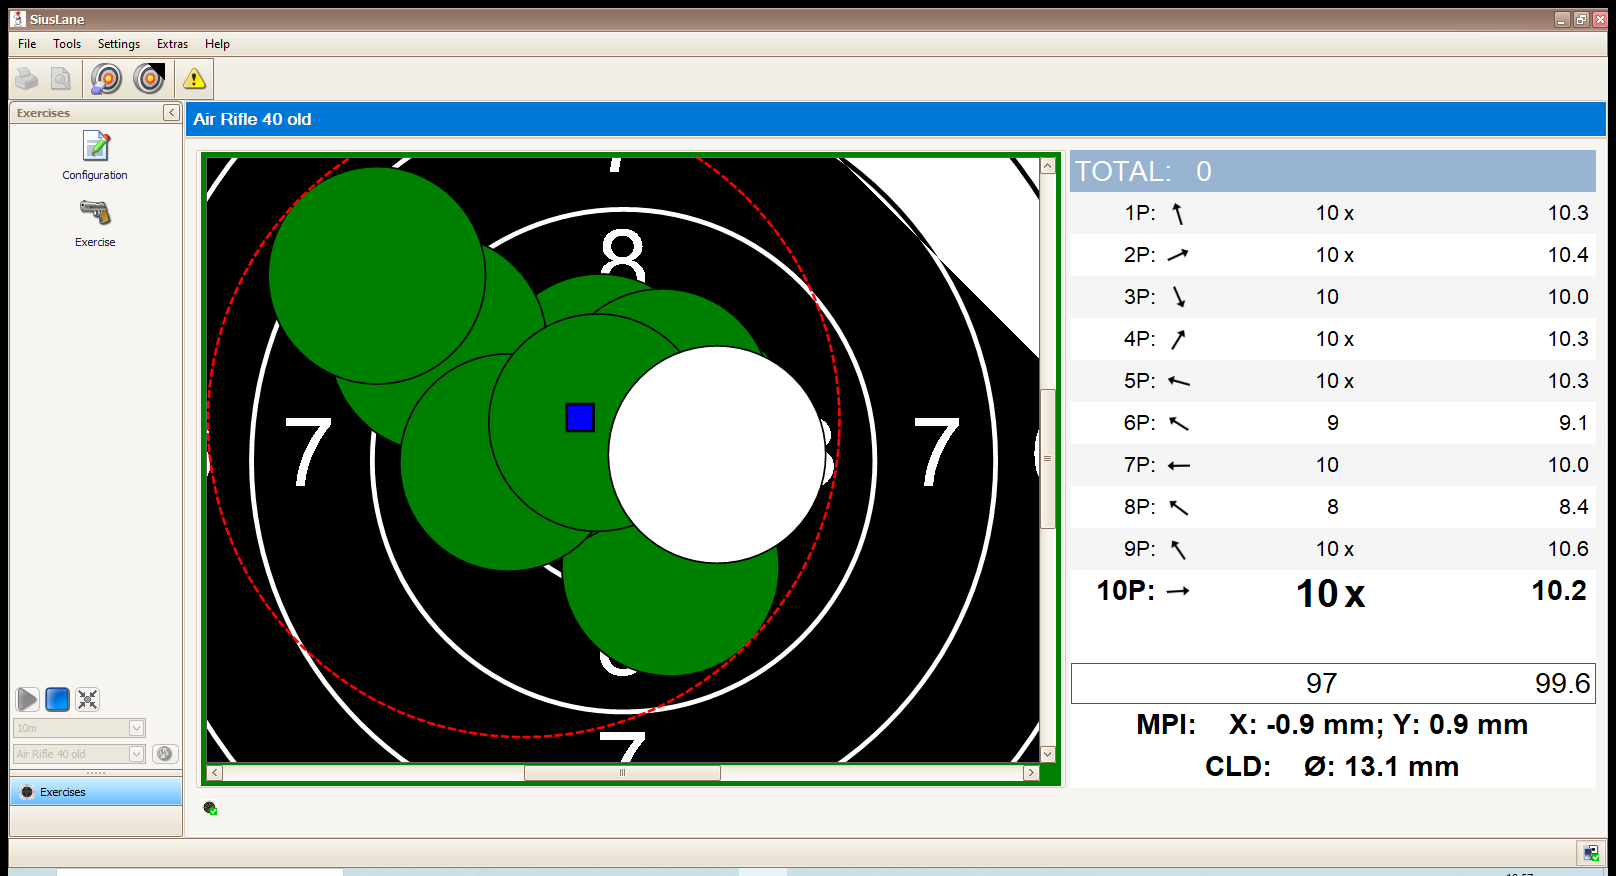 SiusLane
File Tools Settings Extras Help
Exercises
Configuration
Exercise
10m
Air Rifle 40 old
Exercises
Air Rifle 40 old
8
7
7
7
TOTAL: 0
1P: 10 x 10.3
2P: 10 x 10.4
3P: 10 10.0
4P: 10 x 10.3
5P: 10 x 10.3
6P: 9 9.1
7P: 10 10.0
8P: 8 8.4
9P: 10 x 10.6
10P: 10 x 10.2
97 99.6
MPI: X: -0.9 mm; Y: 0.9 mm
CLD: Ø: 13.1 mm